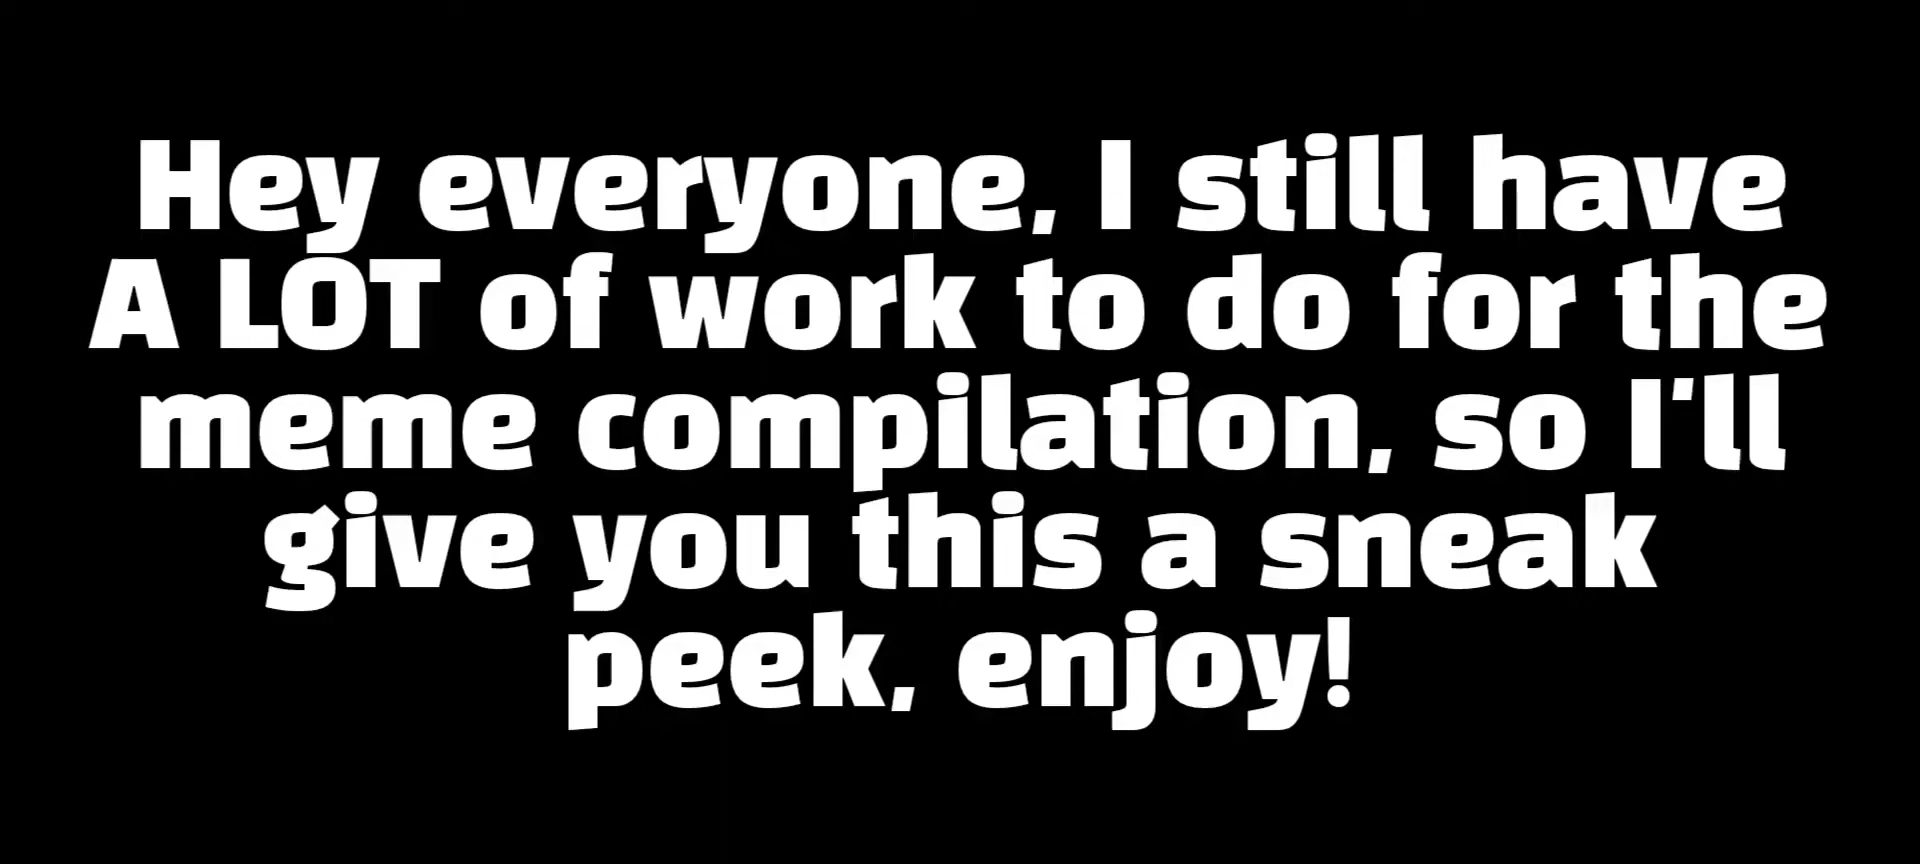 Hey everyone, I still have
A LOT of work to do for the
meme compilation, so I'll
give you this a sneak
peek, enjoy!